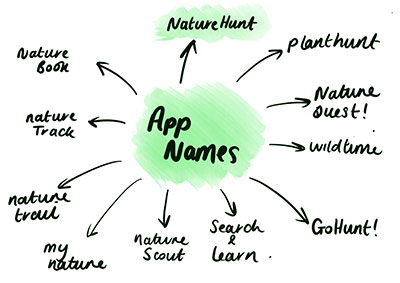 NatureHunt
planthunt
Nature
Quest!
wildtime
GoHunt!
Search
&
Learn.
Nature
Scout
my
nature
nature
trail
nature
Track
Nature
Book
App
Names